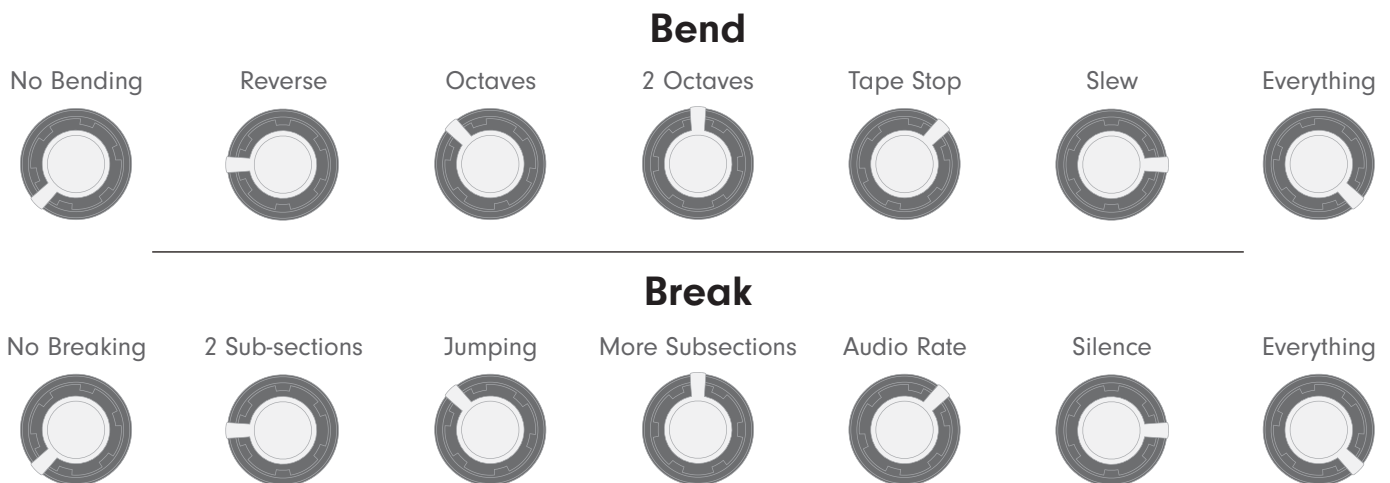 Bend
No Bending Reverse Octaves 2 Octaves Tape Stop Slew Everything
Break
No Breaking 2 Sub-sections Jumping More Subsections Audio Rate Silence Everything